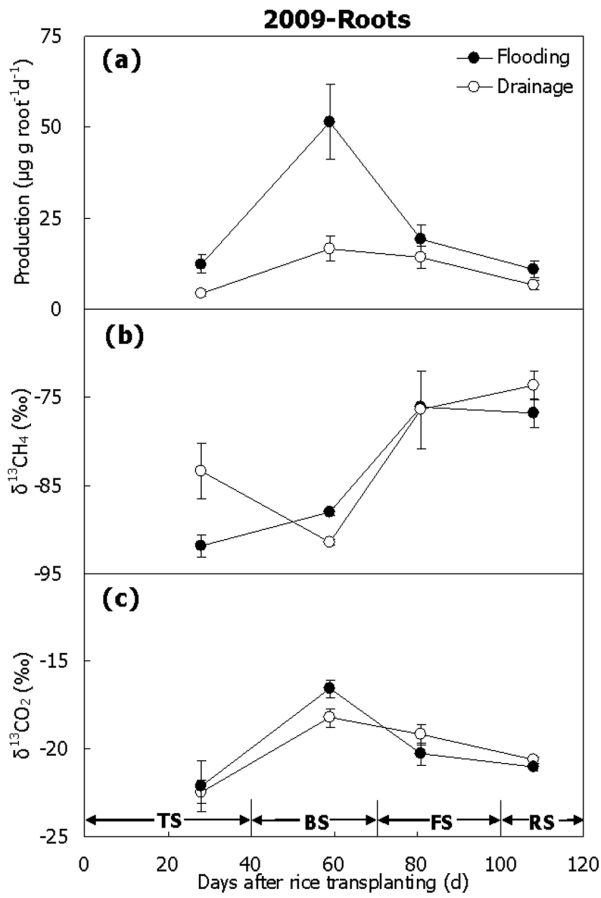 2009-Roots
(a)
Flooding
Drainage
Production (µg g root⁻¹d⁻¹)
75
50
25
0
(b)
δ¹³CH₄ (‰)
-75
-85
-95
(c)
δ¹³CO₂ (‰)
-15
-20
-25
TS BS FS RS
0 20 40 60 80 100 120
Days after rice transplanting (d)